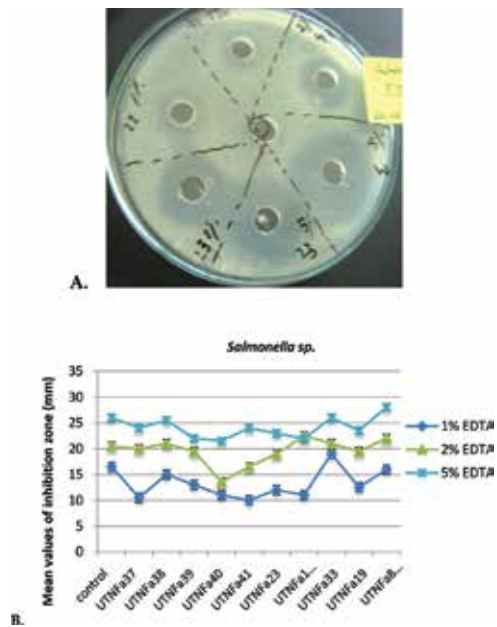 A.
Salmonella sp.
Mean values of inhibition zone (mm)
35
30
25
20
15
10
5
0
1% EDTA
2% EDTA
5% EDTA
control
UTNFa37
UTNFa38
UTNFa39
UTNFa40
UTNFa41
UTNFa23
UTNFa1...
UTNFa33
UTNFa19
UTNFa8...
B.